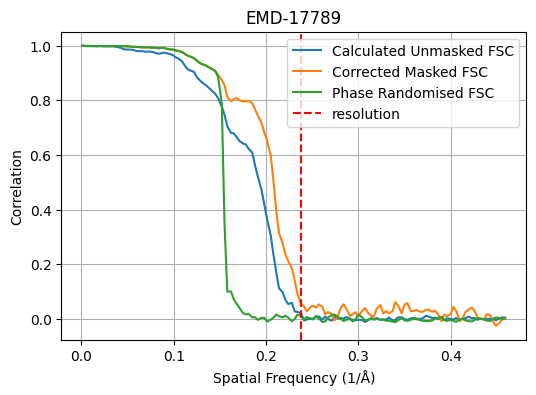 EMD-17789
Calculated Unmasked FSC
Corrected Masked FSC
Phase Randomised FSC
resolution
Correlation
1.0
0.8
0.6
0.4
0.2
0.0
0.0 0.1 0.2 0.3 0.4
Spatial Frequency (1/Å)